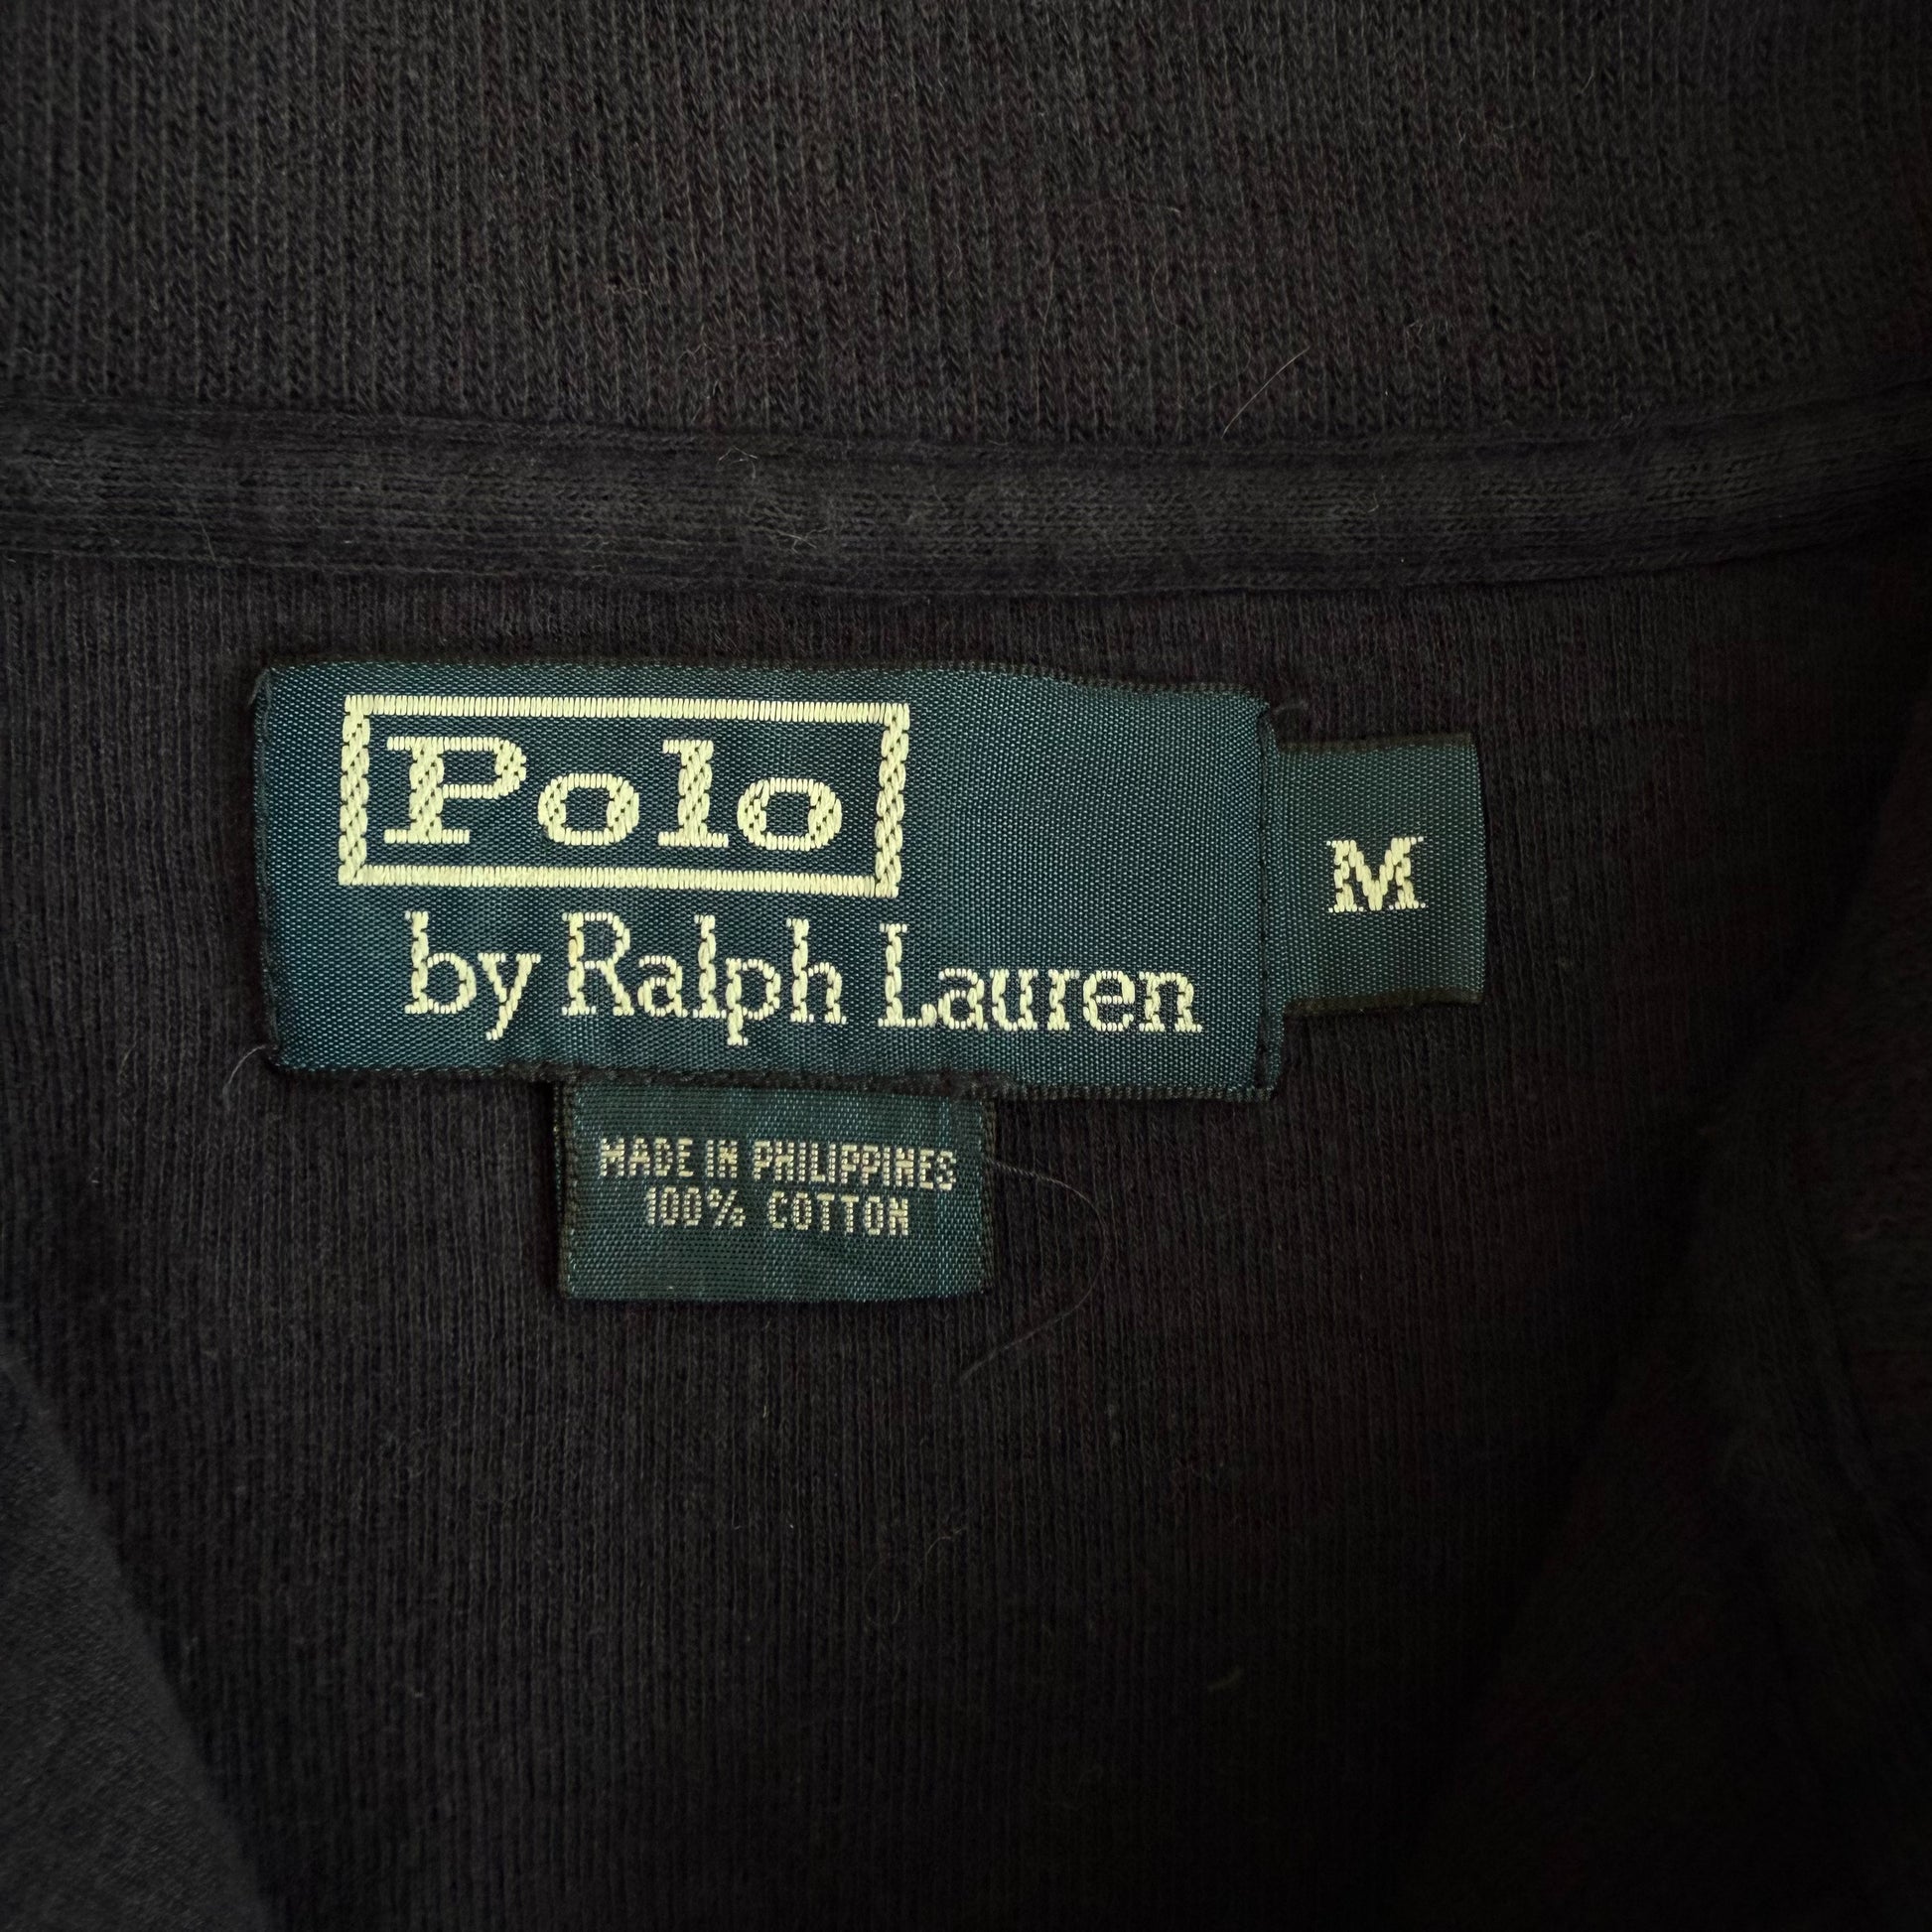 Polo
by Ralph Lauren
M
MADE IN PHILIPPINES
100% COTTON